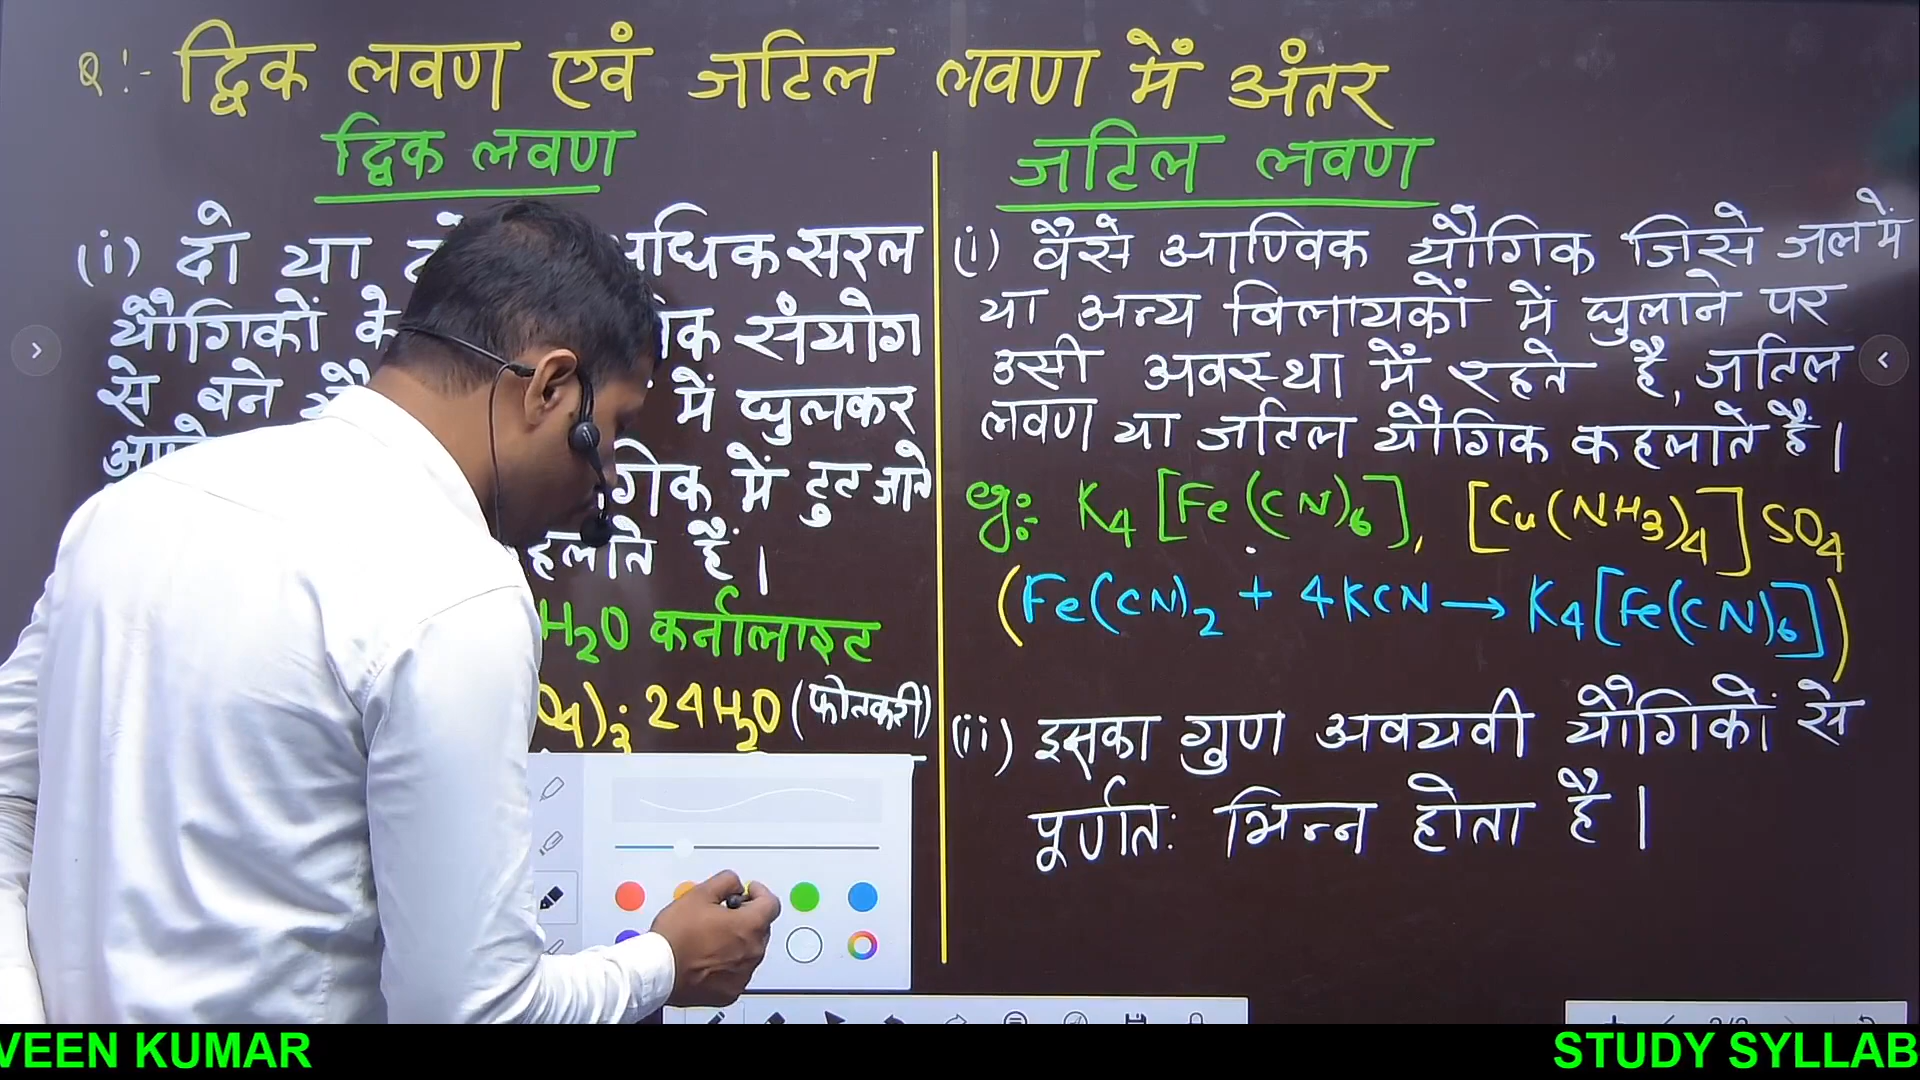 Q:- द्विक लवण एवं जटिल लवण में अंतर
द्विक लवण
(i) दो या सरल
यौगिकों के संयोग
से बने में घुलकर
में टुट जाते
हैं।
H₂O कर्नालाइट
O₄)₃·24H₂O (फोटकरी)
जटिल लवण
(i) वैसे आण्विक यौगिक जिसे जल में
या अन्य विलायकों में घुलाने पर
उसी अवस्था में रहते है, जटिल
लवण या जटिल यौगिक कहलाते हैं।
eg:- K₄[Fe(CN)₆], [Cu(NH₃)₄]SO₄
(Fe(CN)₂ + 4KCN → K₄[Fe(CN)₆])
(ii) इसका गुण अवयवी यौगिकों से
पूर्णत: भिन्न होता है।
VEEN KUMAR
STUDY SYLLAB